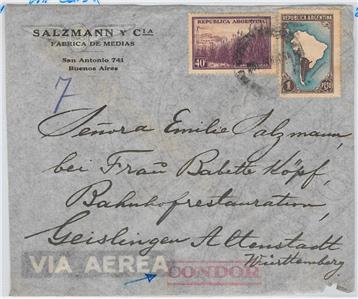 SALZMANN Y CIA
FABRICA DE MEDIAS
San Antonio 741
Buenos Aires
REPUBLICA ARGENTINA
40c
REPUBLICA ARGENTINA
1
7
Señora Emilie Salzmann,
bei Frau Babette Köpf,
Bahnhofrestauration,
Geislingen Altenstadt
Württemberg.
VIA AEREA
CONDOR